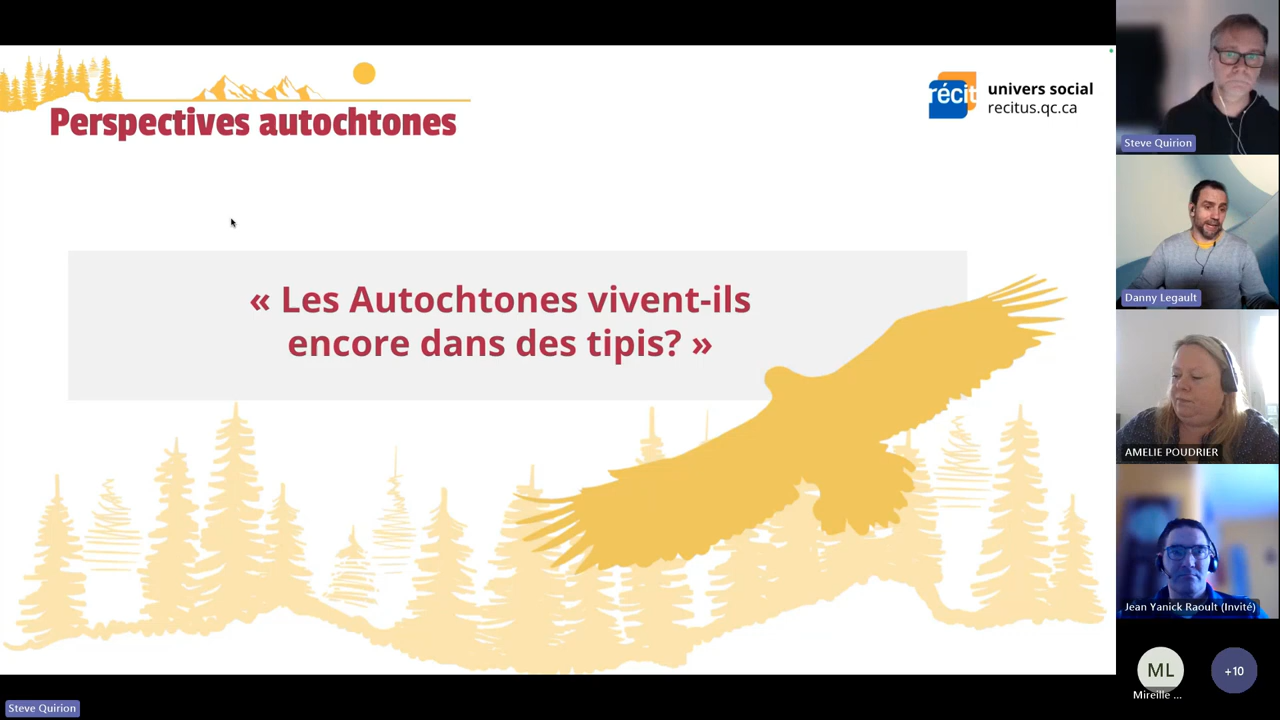 Perspectives autochtones
récit
univers social
recitus.qc.ca
« Les Autochtones vivent-ils
encore dans des tipis? »
Steve Quirion
Danny Legault
AMELIE POUDRIER
Jean Yanick Raoult (Invité)
ML
Mireille ...
+10
Steve Quirion